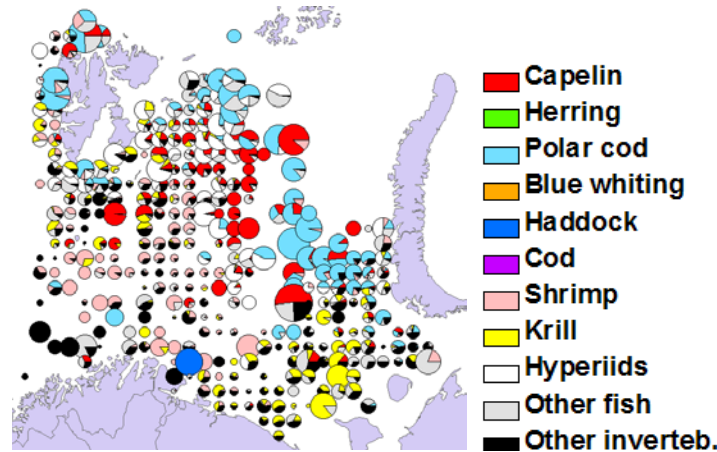 Capelin
Herring
Polar cod
Blue whiting
Haddock
Cod
Shrimp
Krill
Hyperiids
Other fish
Other inverteb.